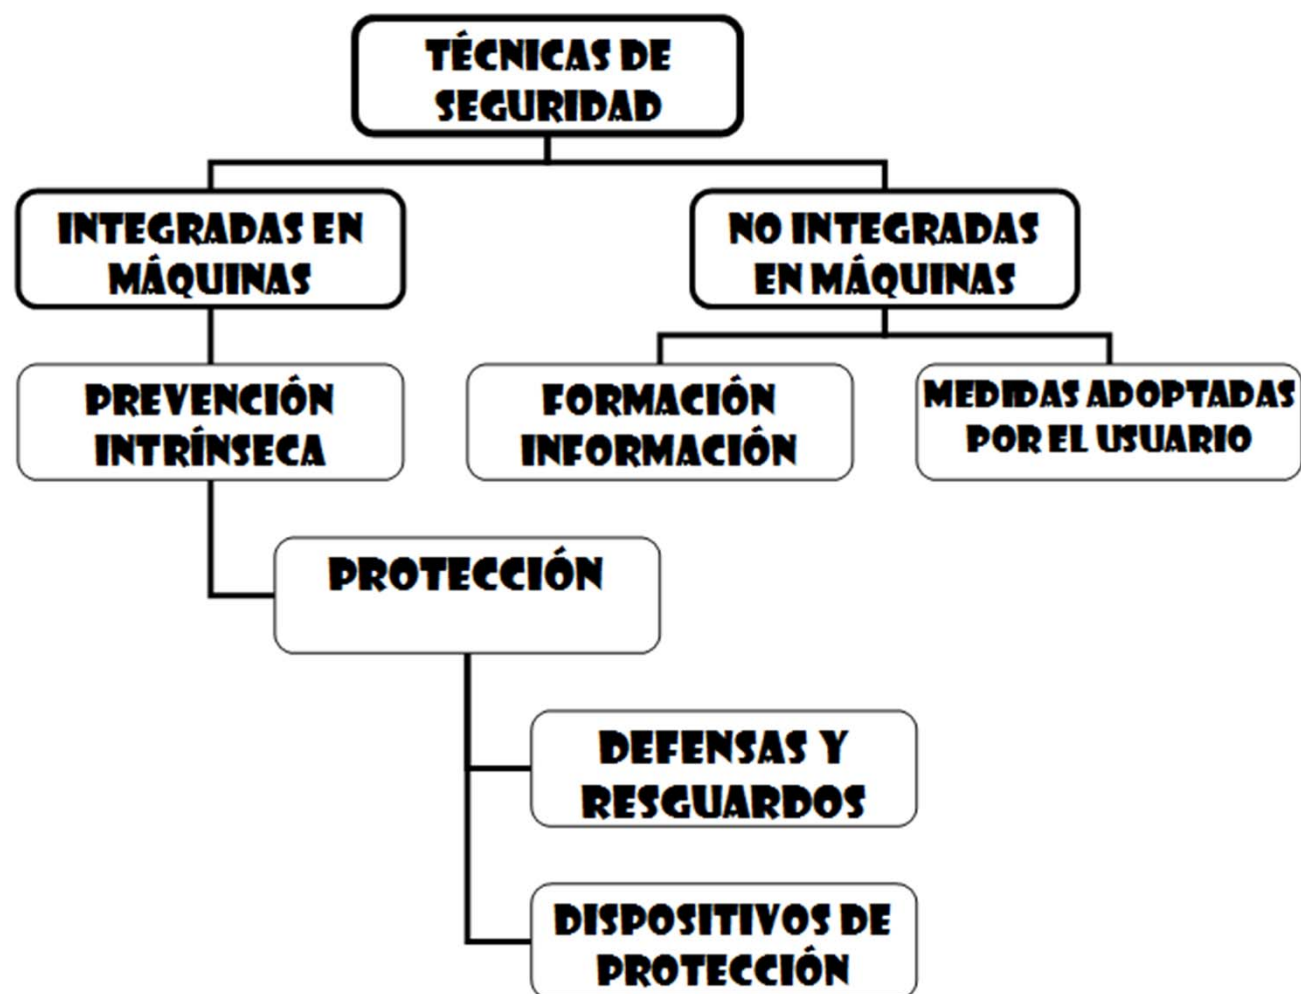 TÉCNICAS DE
SEGURIDAD
INTEGRADAS EN
MÁQUINAS
NO INTEGRADAS
EN MÁQUINAS
PREVENCIÓN
INTRÍNSECA
FORMACIÓN
INFORMACIÓN
MEDIDAS ADOPTADAS
POR EL USUARIO
PROTECCIÓN
DEFENSAS Y
RESGUARDOS
DISPOSITIVOS DE
PROTECCIÓN